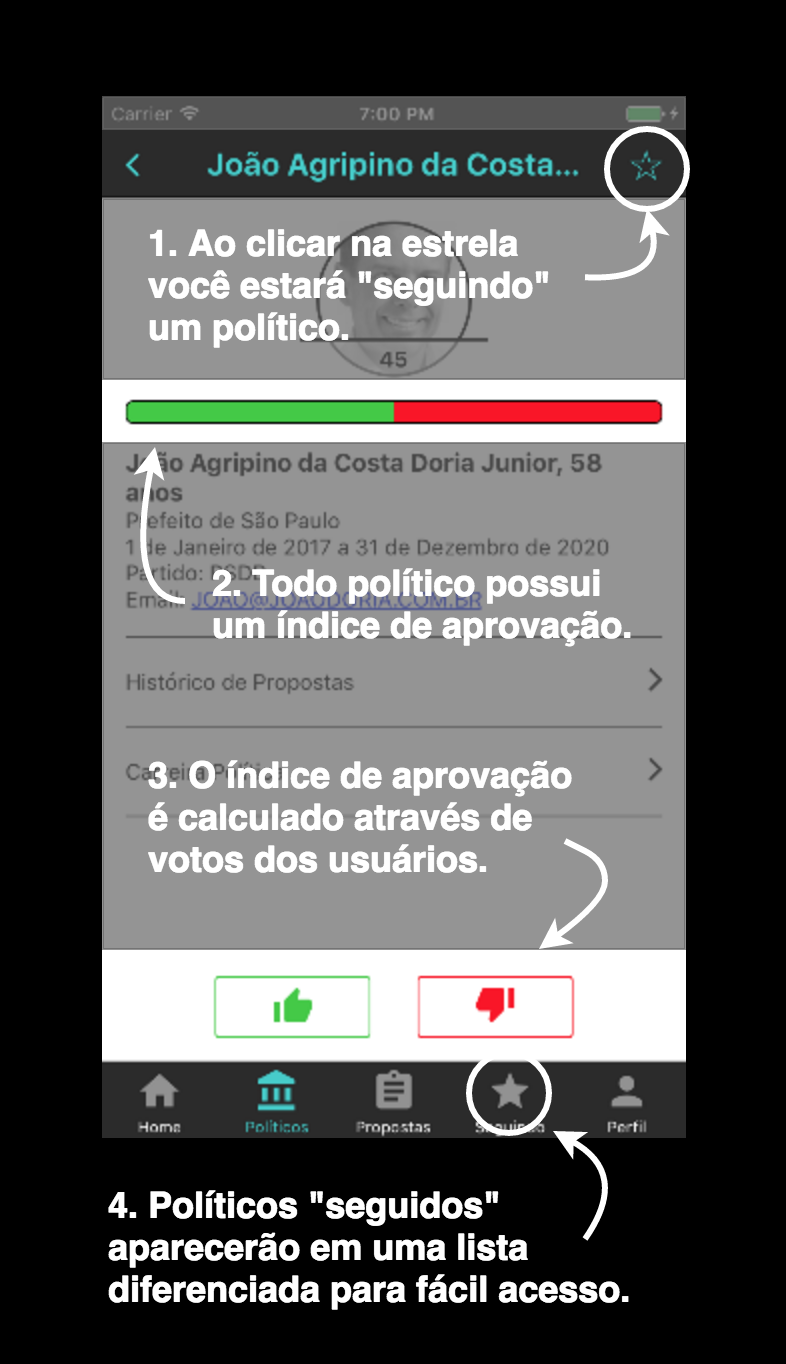 Carrier
7:00 PM
João Agripino da Costa...
1. Ao clicar na estrela
você estará "seguindo"
um político.
45
João Agripino da Costa Doria Junior, 58
anos
Prefeito de São Paulo
1 de Janeiro de 2017 a 31 de Dezembro de 2020
Partido: PSDB
Email: JOAO@JOAODORIA.COM.BR
2. Todo político possui
um índice de aprovação.
Histórico de Propostas
Carreira Política
3. O índice de aprovação
é calculado através de
votos dos usuários.
Home
Políticos
Propostas
Seguindo
Perfil
4. Políticos "seguidos"
aparecerão em uma lista
diferenciada para fácil acesso.